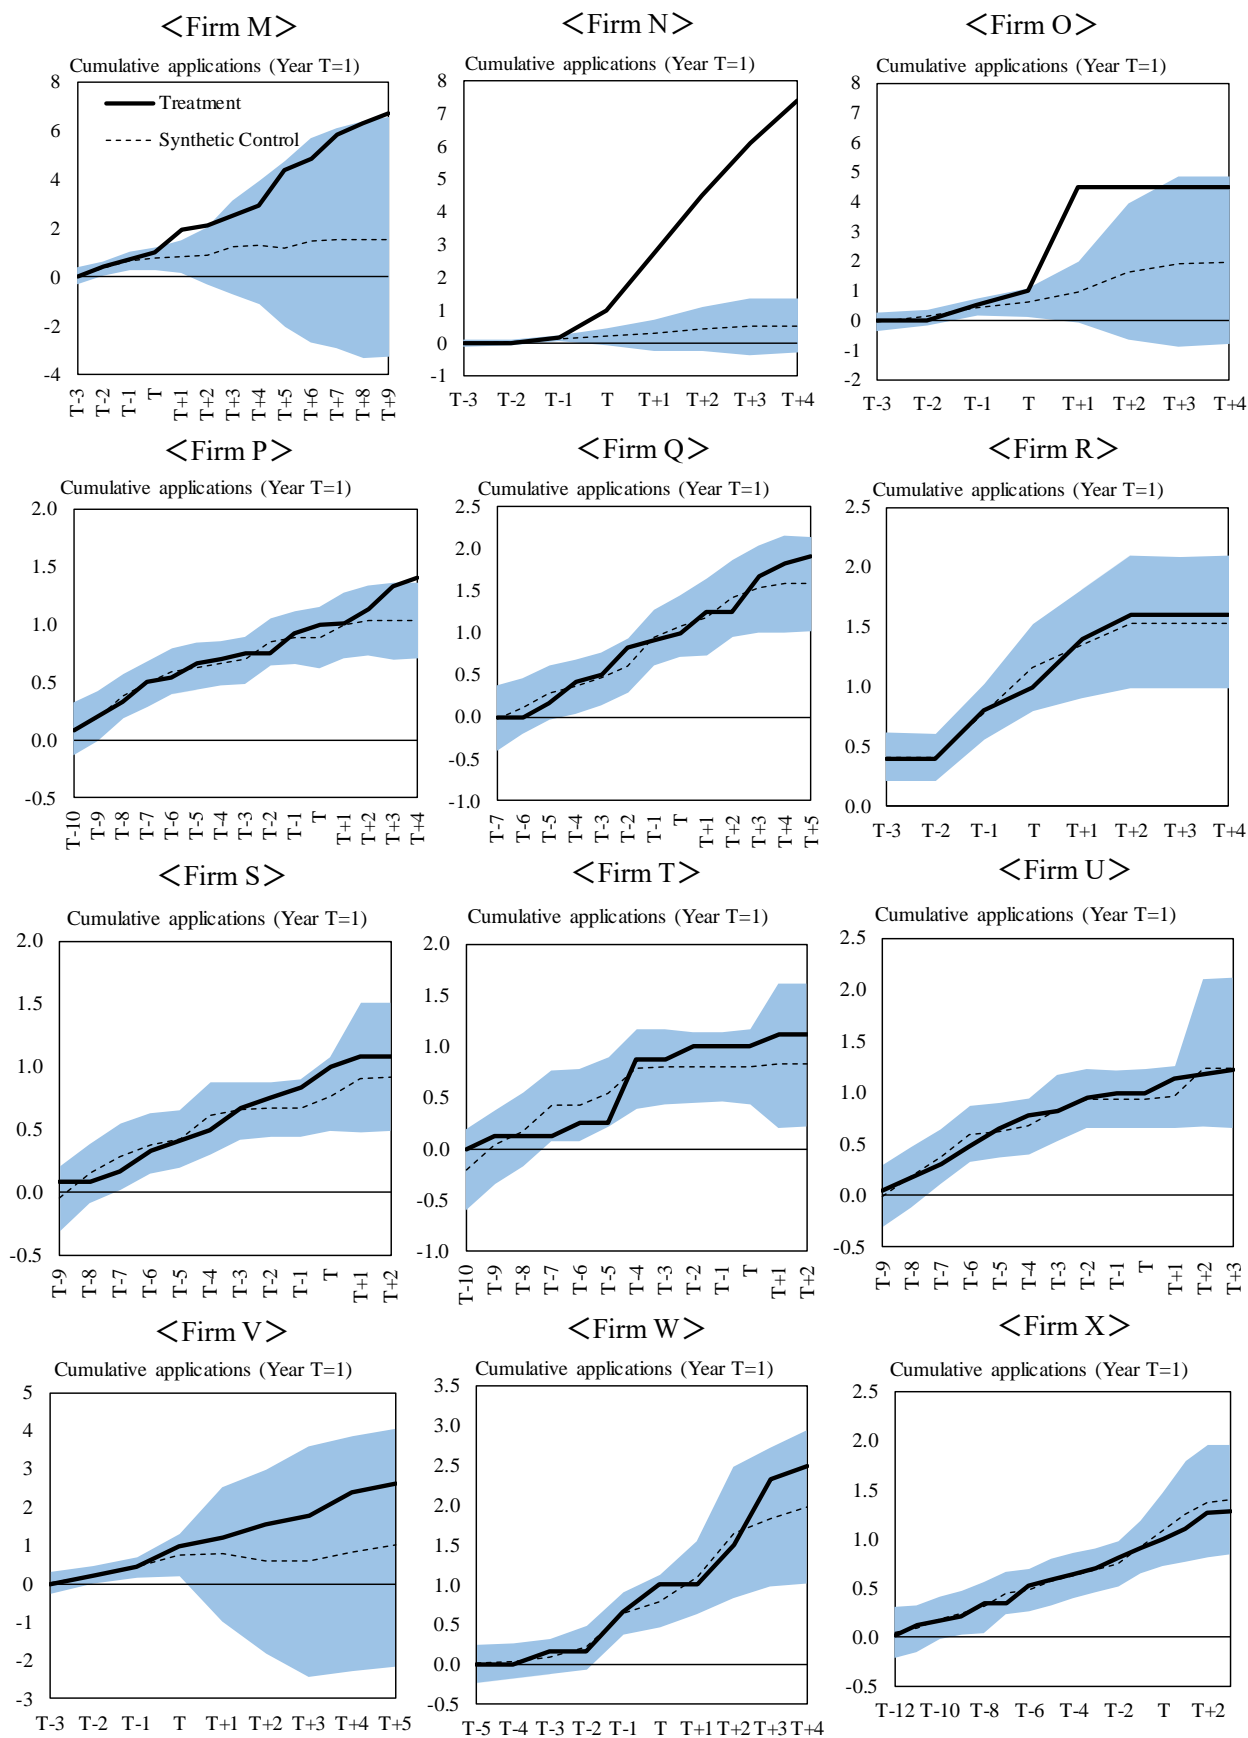 ＜Firm M＞
Cumulative applications (Year T=1)
8
6
4
2
0
-2
-4
Treatment
Synthetic Control
T-3
T-2
T-1
T
T+1
T+2
T+3
T+4
T+5
T+6
T+7
T+8
T-9
＜Firm N＞
Cumulative applications (Year T=1)
8
7
6
5
4
3
2
1
0
-1
T-3 T-2 T-1 T T+1 T+2 T+3 T+4
＜Firm O＞
Cumulative applications (Year T=1)
8
7
6
5
4
3
2
1
0
-1
-2
T-3 T-2 T-1 T T+1 T+2 T+3 T+4
＜Firm P＞
Cumulative applications (Year T=1)
2.0
1.5
1.0
0.5
0.0
-0.5
T-10
T-9
T-8
T-7
T-6
T-5
T-4
T-3
T-2
T-1
T
T+1
T+2
T+3
T+4
＜Firm Q＞
Cumulative applications (Year T=1)
2.5
2.0
1.5
1.0
0.5
0.0
-0.5
-1.0
T-7
T-6
T-5
T-4
T-3
T-2
T-1
T
T+1
T+2
T+3
T+4
T+5
＜Firm R＞
Cumulative applications (Year T=1)
2.5
2.0
1.5
1.0
0.5
0.0
T-3 T-2 T-1 T T+1 T+2 T+3 T+4
＜Firm S＞
Cumulative applications (Year T=1)
2.0
1.5
1.0
0.5
0.0
-0.5
T-9
T-8
T-7
T-6
T-5
T-4
T-3
T-2
T-1
T
T+1
T+2
＜Firm T＞
Cumulative applications (Year T=1)
2.0
1.5
1.0
0.5
0.0
-0.5
-1.0
T-10
T-9
T-8
T-7
T-6
T-5
T-4
T-3
T-2
T-1
T
T+1
T+2
＜Firm U＞
Cumulative applications (Year T=1)
2.5
2.0
1.5
1.0
0.5
0.0
-0.5
T-9
T-8
T-7
T-6
T-5
T-4
T-3
T-2
T-1
T
T+1
T+2
T+3
＜Firm V＞
Cumulative applications (Year T=1)
5
4
3
2
1
0
-1
-2
-3
T-3 T-2 T-1 T T+1 T+2 T+3 T+4 T+5
＜Firm W＞
Cumulative applications (Year T=1)
3.5
3.0
2.5
2.0
1.5
1.0
0.5
0.0
-0.5
T-5 T-4 T-3 T-2 T-1 T T+1 T+2 T+3 T+4
＜Firm X＞
Cumulative applications (Year T=1)
2.5
2.0
1.5
1.0
0.5
0.0
-0.5
T-12 T-10 T-8 T-6 T-4 T-2 T T+2